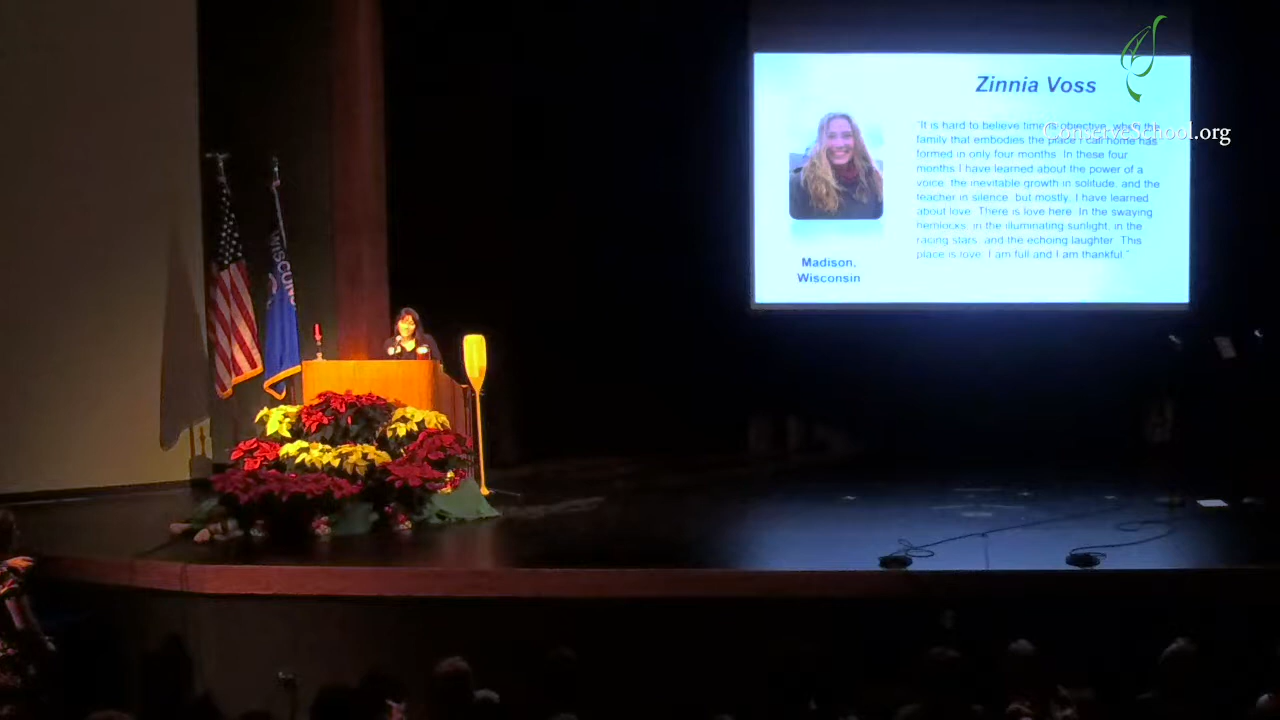 Zinnia Voss
"It is hard to believe time is objective, when the
family that embodies the place I call home has
formed in only four months. In these four
months I have learned about the power of a
voice, the inevitable growth in solitude, and the
teacher in silence, but mostly, I have learned
about love. There is love here. In the swaying
hemlocks, in the illuminating sunlight, in the
racing stars, and the echoing laughter. This
place is love. I am full and I am thankful."
Madison,
Wisconsin
ConserveSchool.org
WISCONS